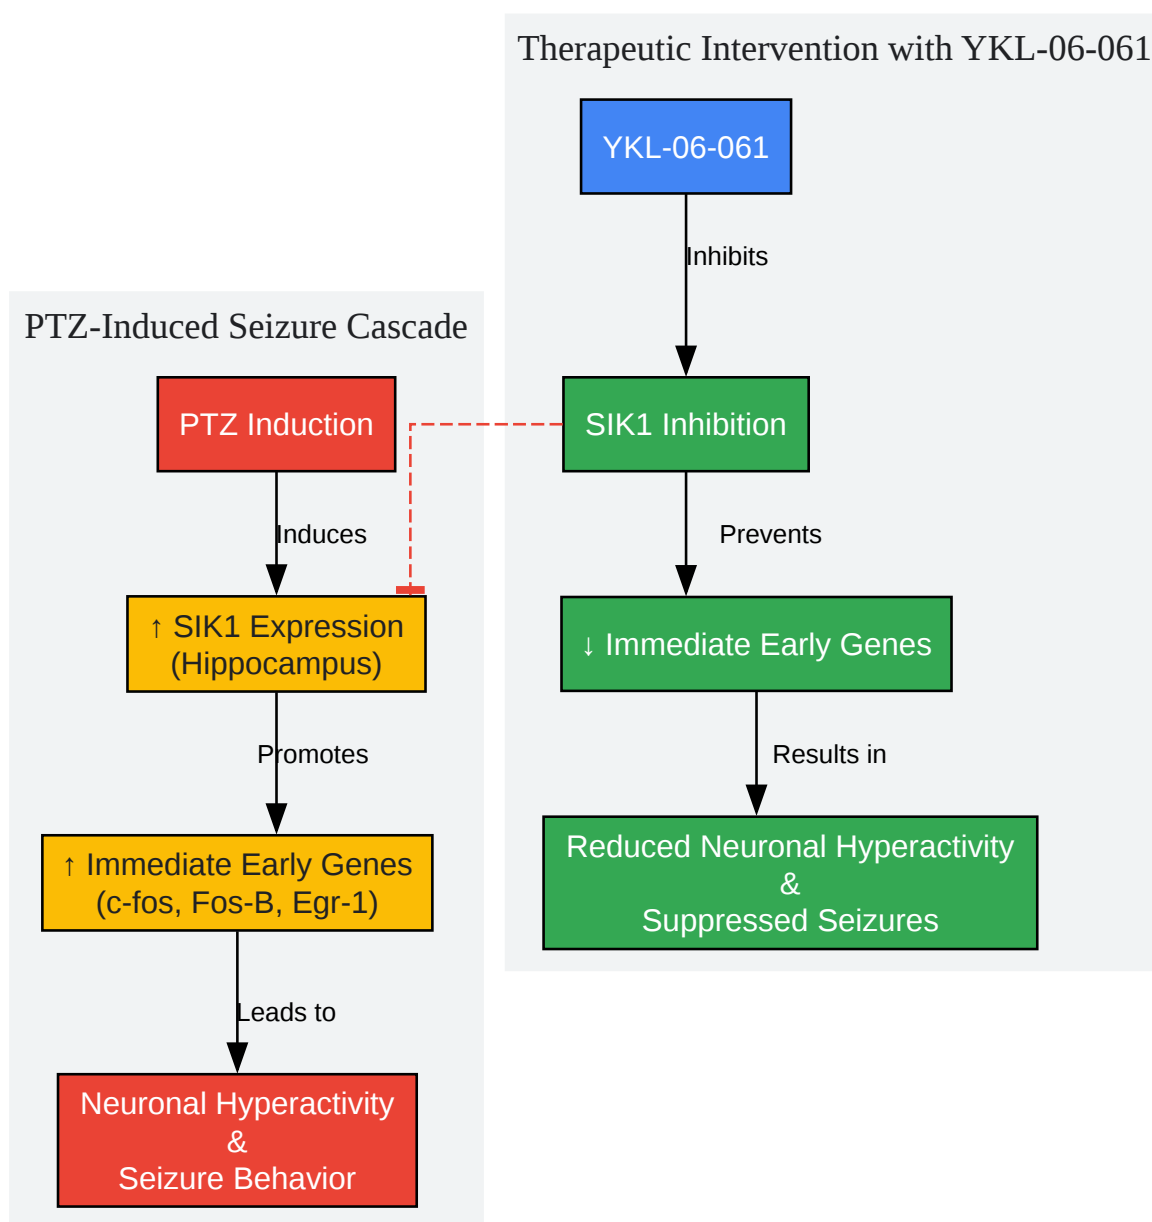 Therapeutic Intervention with YKL-06-061
YKL-06-061
Inhibits
SIK1 Inhibition
Prevents
↓ Immediate Early Genes
Results in
Reduced Neuronal Hyperactivity
&
Suppressed Seizures
PTZ-Induced Seizure Cascade
PTZ Induction
Induces
↑ SIK1 Expression
(Hippocampus)
Promotes
↑ Immediate Early Genes
(c-fos, Fos-B, Egr-1)
Leads to
Neuronal Hyperactivity
&
Seizure Behavior